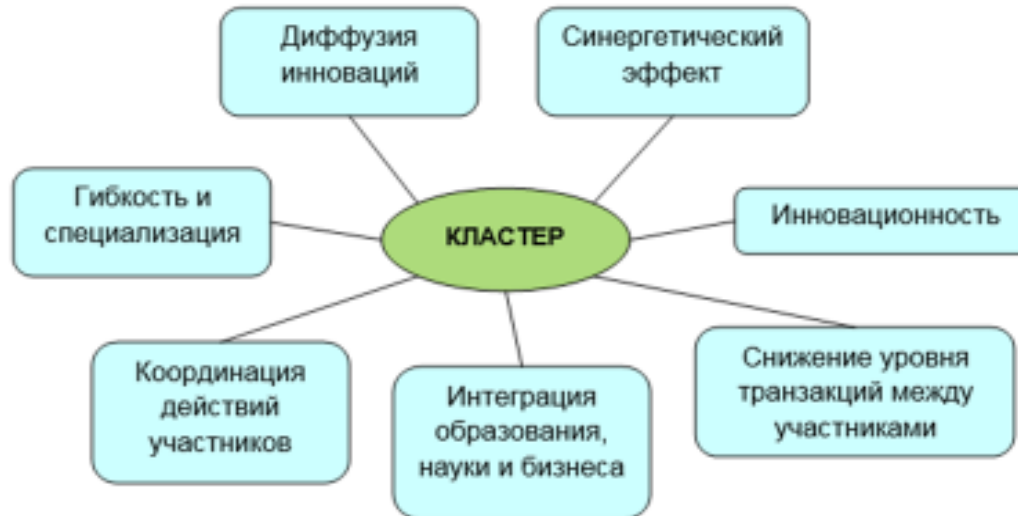 Диффузия
инноваций
Синергетический
эффект
Гибкость и
специализация
КЛАСТЕР
Инновационность
Координация
действий
участников
Интеграция
образования,
науки и бизнеса
Снижение уровня
транзакций между
участниками